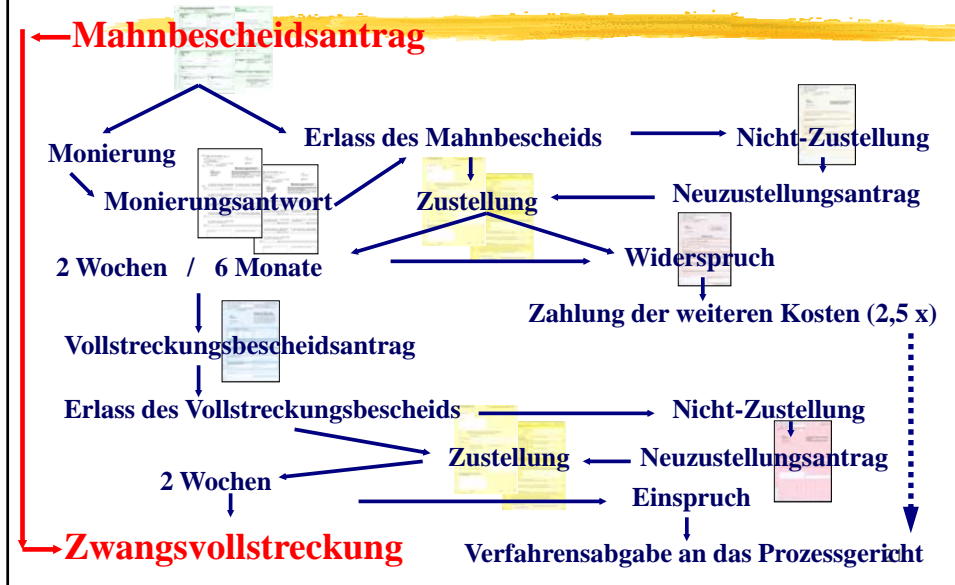 Mahnbescheidsantrag
Erlass des Mahnbescheids
Nicht-Zustellung
Monierung
Monierungsantwort
Zustellung
Neuzustellungsantrag
2 Wochen / 6 Monate
Widerspruch
Zahlung der weiteren Kosten (2,5 x)
Vollstreckungsbescheidsantrag
Erlass des Vollstreckungsbescheids
Nicht-Zustellung
Zustellung
Neuzustellungsantrag
2 Wochen
Einspruch
Zwangsvollstreckung
Verfahrensabgabe an das Prozessgericht